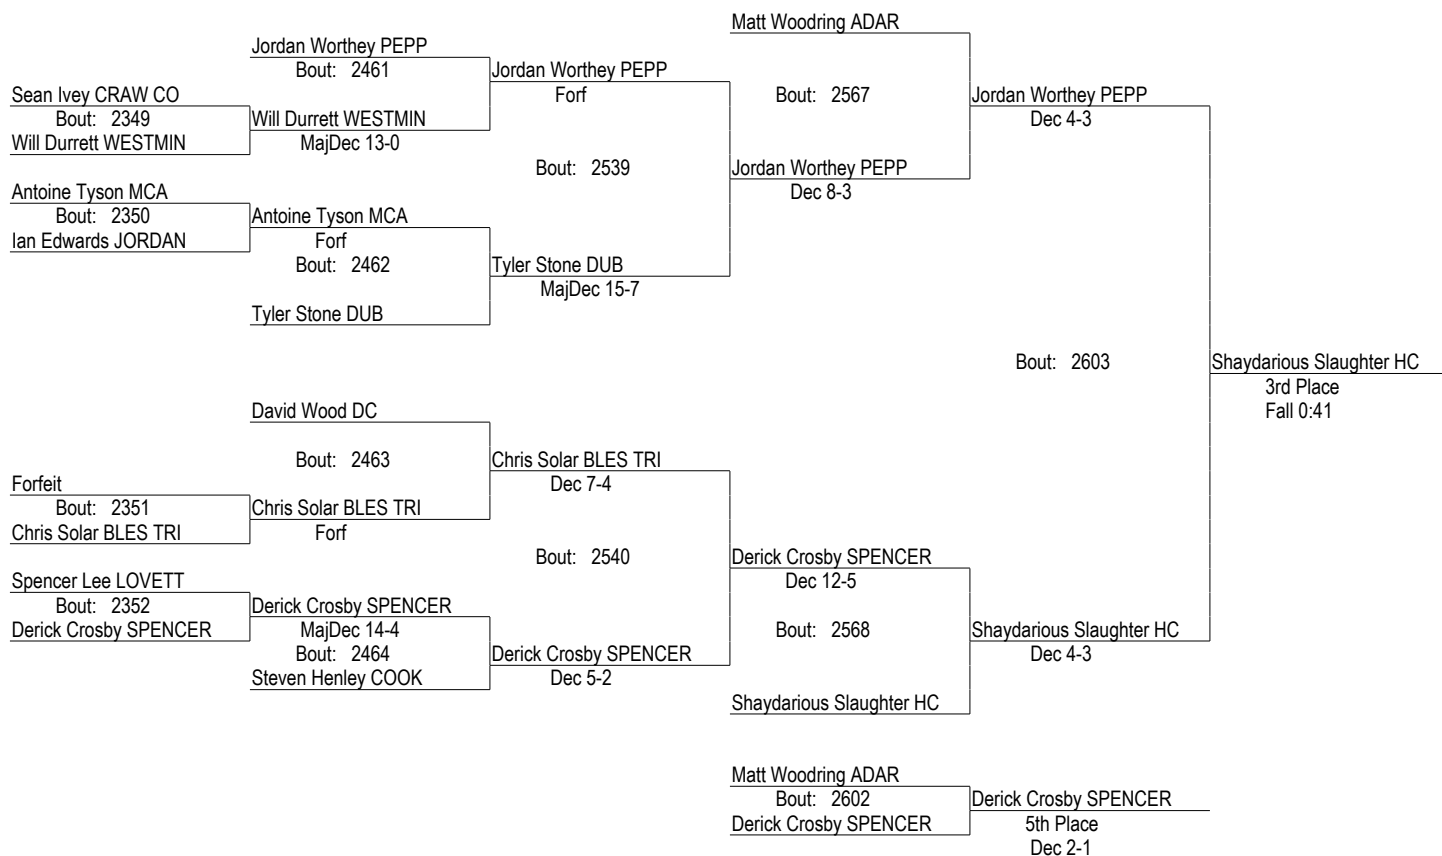 Matt Woodring ADAR
Jordan Worthey PEPP
Bout: 2461
Jordan Worthey PEPP
Sean Ivey CRAW CO
Forf
Bout: 2567
Jordan Worthey PEPP
Bout: 2349
Will Durrett WESTMIN
Dec 4-3
Will Durrett WESTMIN
MajDec 13-0
Bout: 2539
Jordan Worthey PEPP
Antoine Tyson MCA
Dec 8-3
Bout: 2350
Antoine Tyson MCA
Ian Edwards JORDAN
Forf
Bout: 2462
Tyler Stone DUB
MajDec 15-7
Tyler Stone DUB
Bout: 2603
Shaydarious Slaughter HC
3rd Place
Fall 0:41
David Wood DC
Bout: 2463
Chris Solar BLES TRI
Forfeit
Dec 7-4
Bout: 2351
Chris Solar BLES TRI
Chris Solar BLES TRI
Forf
Bout: 2540
Derick Crosby SPENCER
Spencer Lee LOVETT
Dec 12-5
Bout: 2352
Derick Crosby SPENCER
Derick Crosby SPENCER
MajDec 14-4
Bout: 2568
Shaydarious Slaughter HC
Bout: 2464
Derick Crosby SPENCER
Dec 4-3
Steven Henley COOK
Dec 5-2
Shaydarious Slaughter HC
Matt Woodring ADAR
Bout: 2602
Derick Crosby SPENCER
Derick Crosby SPENCER
5th Place
Dec 2-1